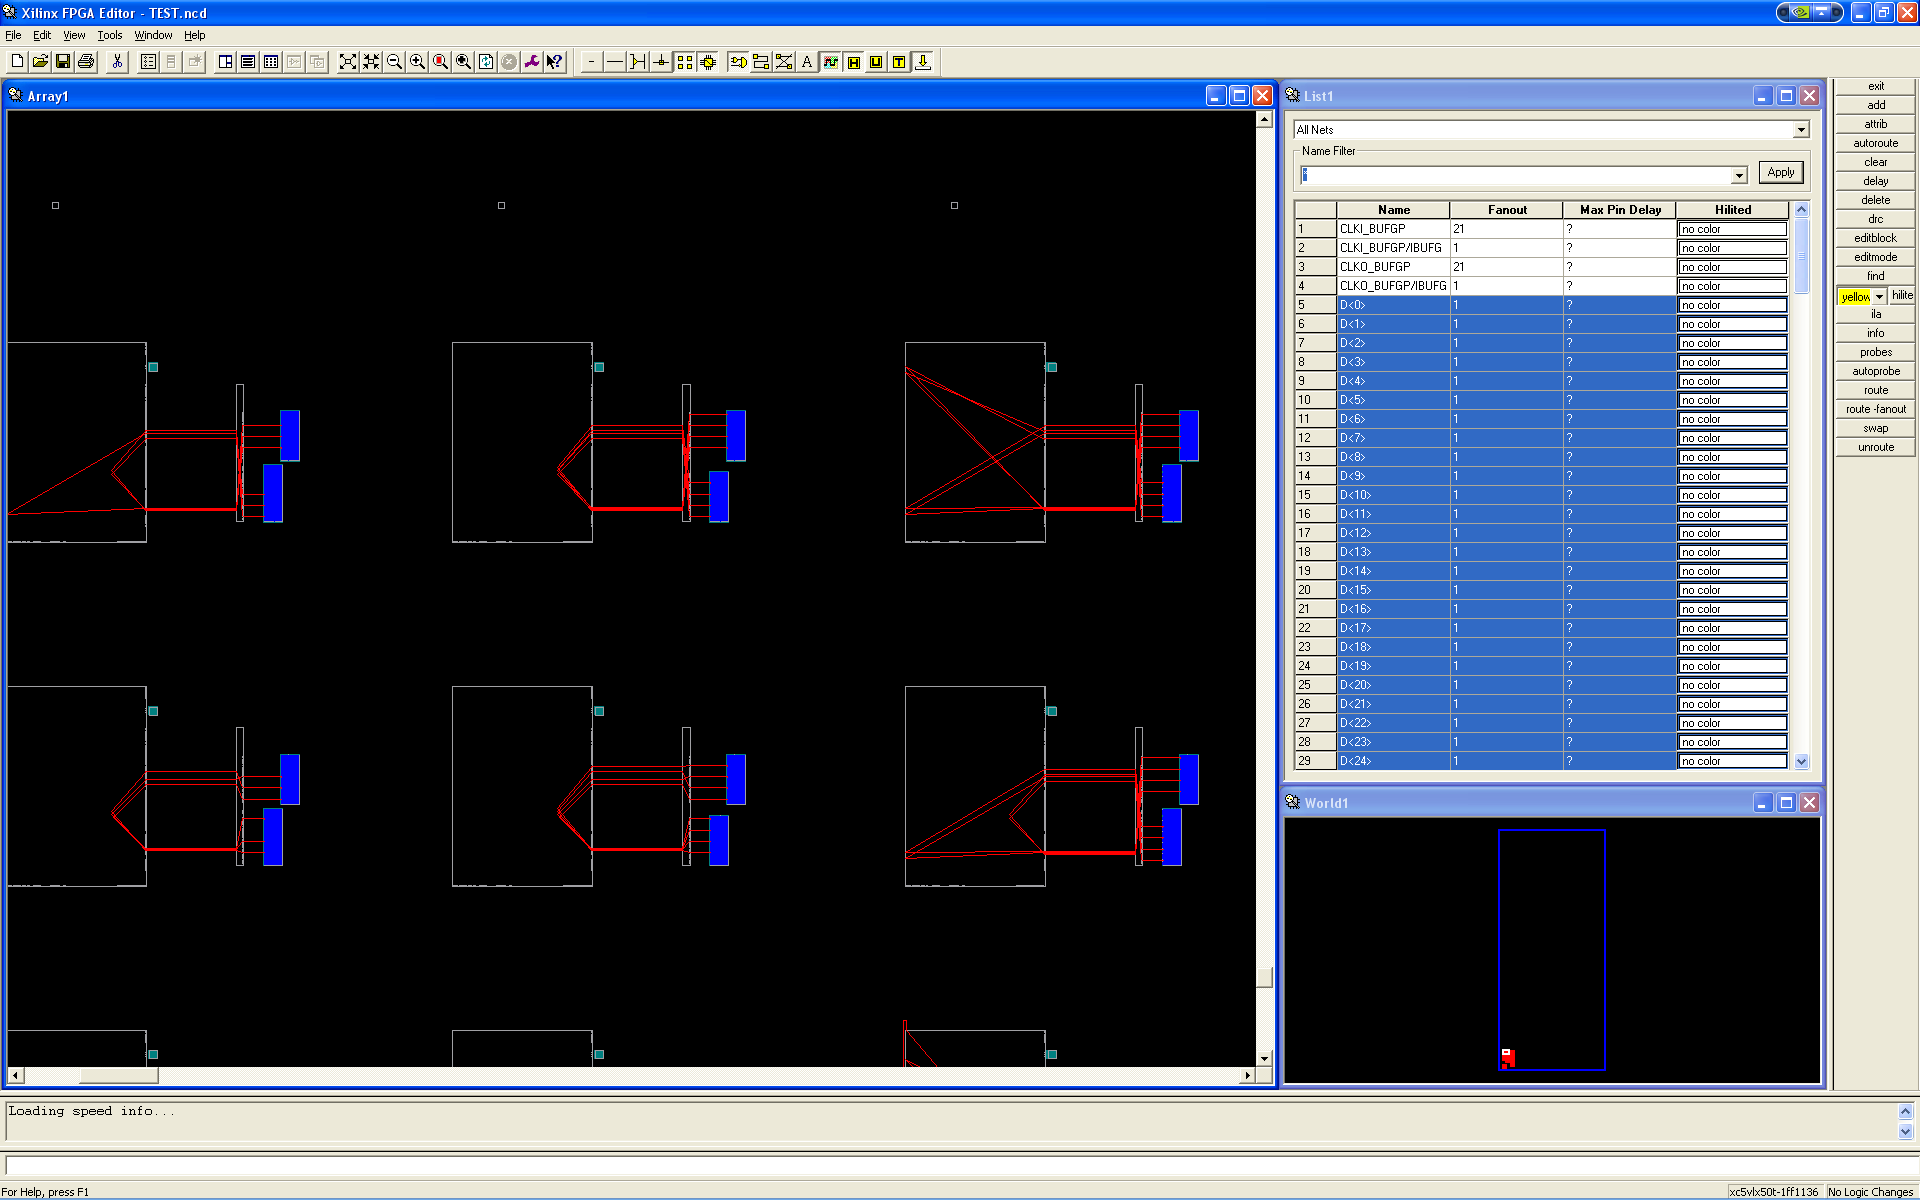 Xilinx FPGA Editor - TEST.ncd
File Edit View Tools Window Help
A H U T
Array1
List1
All Nets
Name Filter
* Apply
Name Fanout Max Pin Delay Hilited
1 CLKI_BUFGP 21 ? no color
2 CLKI_BUFGP/IBUFG 1 ? no color
3 CLKO_BUFGP 21 ? no color
4 CLKO_BUFGP/IBUFG 1 ? no color
5 D<0> 1 ? no color
6 D<1> 1 ? no color
7 D<2> 1 ? no color
8 D<3> 1 ? no color
9 D<4> 1 ? no color
10 D<5> 1 ? no color
11 D<6> 1 ? no color
12 D<7> 1 ? no color
13 D<8> 1 ? no color
14 D<9> 1 ? no color
15 D<10> 1 ? no color
16 D<11> 1 ? no color
17 D<12> 1 ? no color
18 D<13> 1 ? no color
19 D<14> 1 ? no color
20 D<15> 1 ? no color
21 D<16> 1 ? no color
22 D<17> 1 ? no color
23 D<18> 1 ? no color
24 D<19> 1 ? no color
25 D<20> 1 ? no color
26 D<21> 1 ? no color
27 D<22> 1 ? no color
28 D<23> 1 ? no color
29 D<24> 1 ? no color
World1
exit
add
attrib
autoroute
clear
delay
delete
drc
editblock
editmode
find
yellow hilite
ila
info
probes
autoprobe
route
route -fanout
swap
unroute
Loading speed info...
For Help, press F1
xc5vlx50t-1ff1136 No Logic Changes